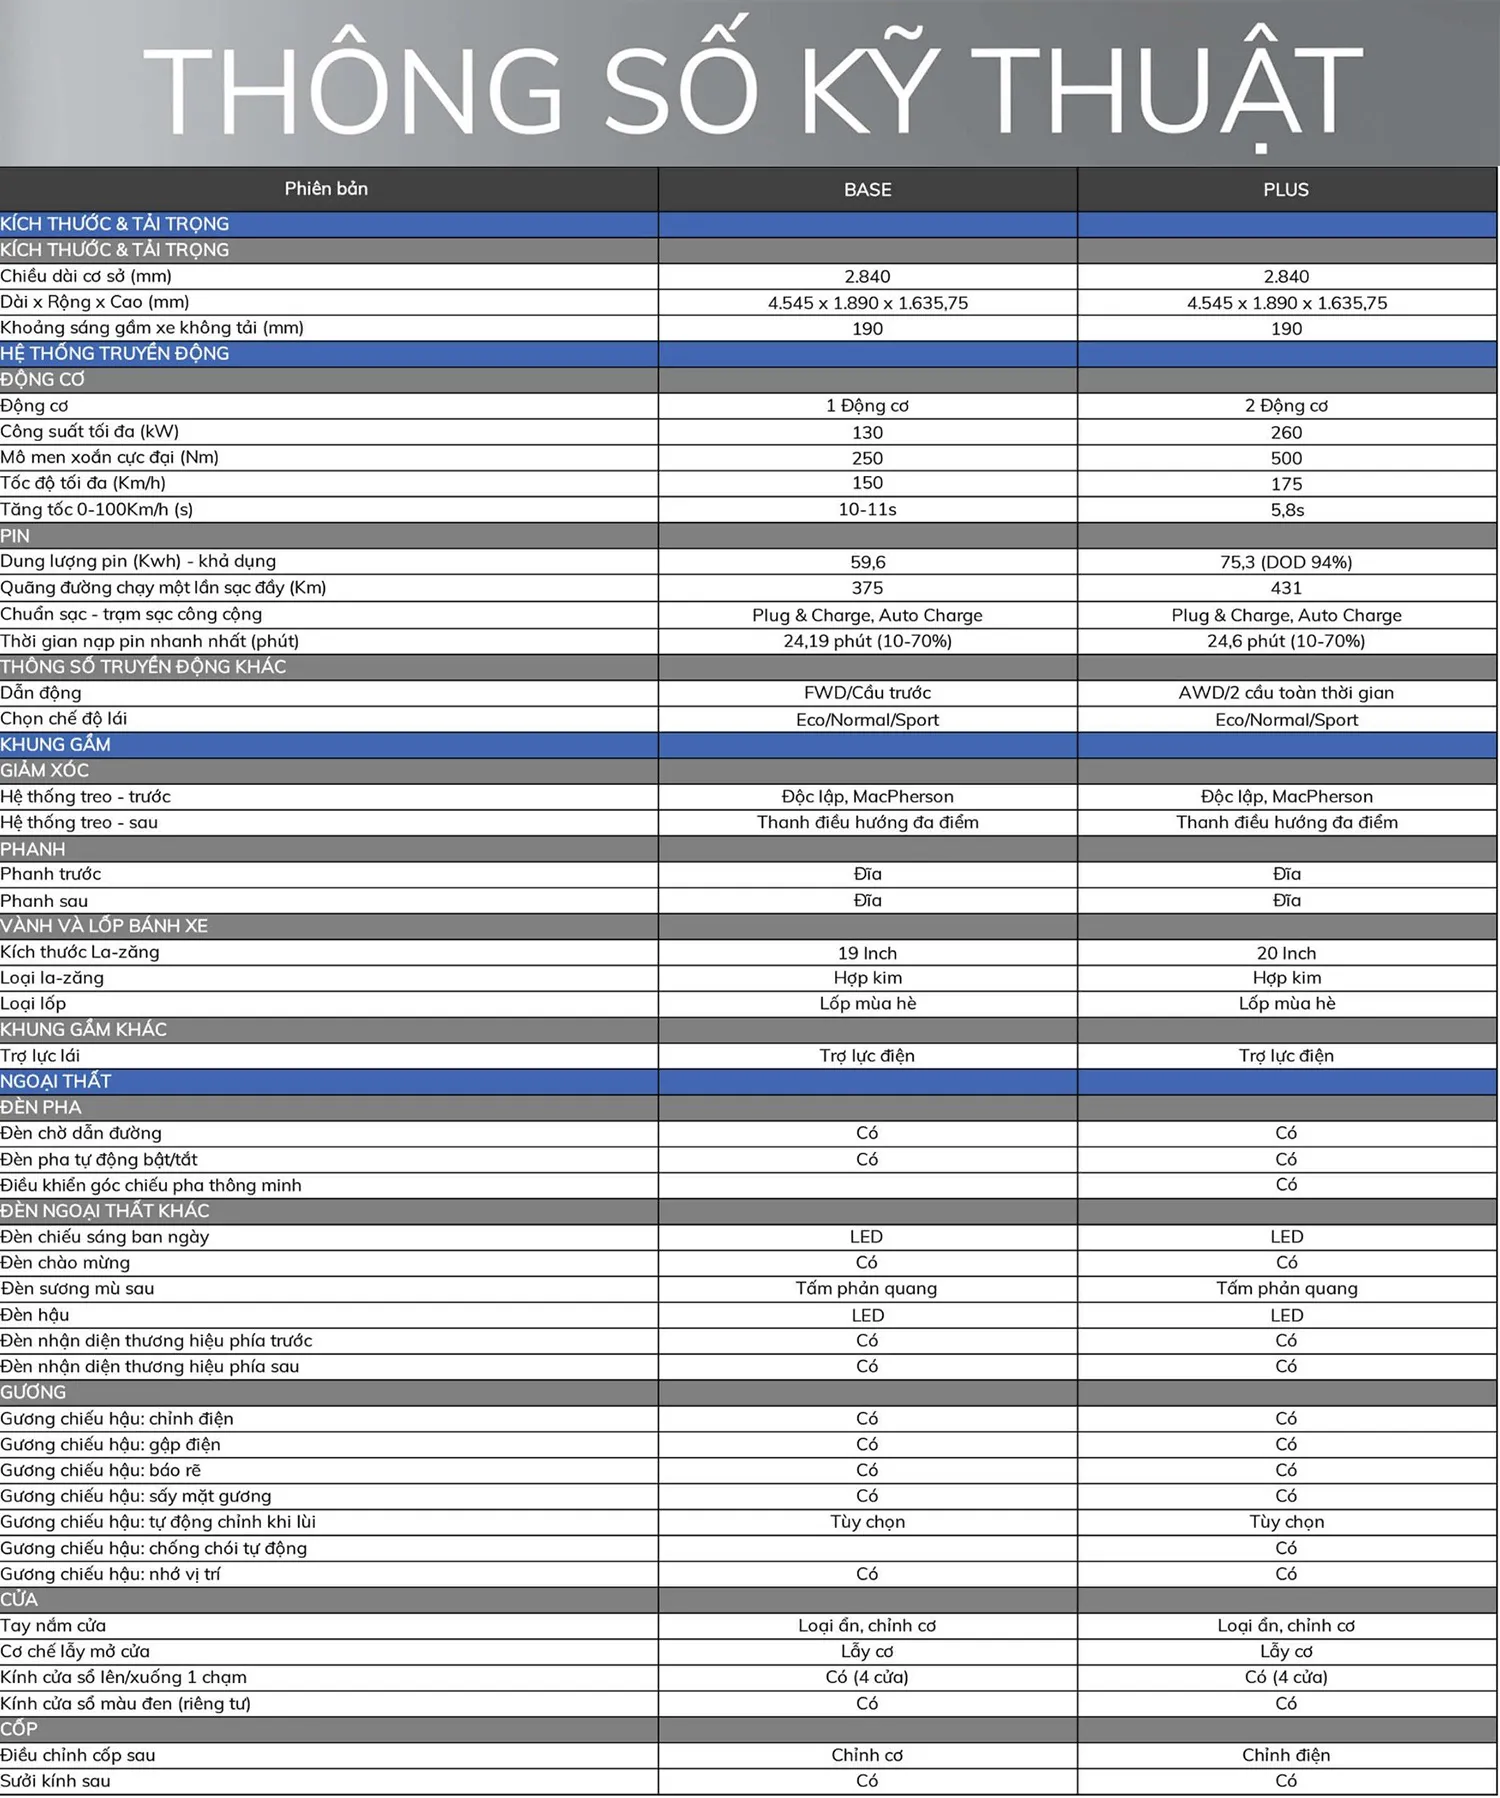 THÔNG SỐ KỸ THUẬT
Phiên bản BASE PLUS
KÍCH THƯỚC & TẢI TRỌNG
KÍCH THƯỚC & TẢI TRỌNG
Chiều dài cơ sở (mm) 2.840 2.840
Dài x Rộng x Cao (mm) 4.545 x 1.890 x 1.635,75 4.545 x 1.890 x 1.635,75
Khoảng sáng gầm xe không tải (mm) 190 190
HỆ THỐNG TRUYỀN ĐỘNG
ĐỘNG CƠ
Động cơ 1 Động cơ 2 Động cơ
Công suất tối đa (kW) 130 260
Mô men xoắn cực đại (Nm) 250 500
Tốc độ tối đa (Km/h) 150 175
Tăng tốc 0-100Km/h (s) 10-11s 5,8s
PIN
Dung lượng pin (Kwh) - khả dụng 59,6 75,3 (DOD 94%)
Quãng đường chạy một lần sạc đầy (Km) 375 431
Chuẩn sạc - trạm sạc công cộng Plug & Charge, Auto Charge Plug & Charge, Auto Charge
Thời gian nạp pin nhanh nhất (phút) 24,19 phút (10-70%) 24,6 phút (10-70%)
THÔNG SỐ TRUYỀN ĐỘNG KHÁC
Dẫn động FWD/Cầu trước AWD/2 cầu toàn thời gian
Chọn chế độ lái Eco/Normal/Sport Eco/Normal/Sport
KHUNG GẦM
GIẢM XÓC
Hệ thống treo - trước Độc lập, MacPherson Độc lập, MacPherson
Hệ thống treo - sau Thanh điều hướng đa điểm Thanh điều hướng đa điểm
PHANH
Phanh trước Đĩa Đĩa
Phanh sau Đĩa Đĩa
VÀNH VÀ LỐP BÁNH XE
Kích thước La-zăng 19 Inch 20 Inch
Loại la-zăng Hợp kim Hợp kim
Loại lốp Lốp mùa hè Lốp mùa hè
KHUNG GẦM KHÁC
Trợ lực lái Trợ lực điện Trợ lực điện
NGOẠI THẤT
ĐÈN PHA
Đèn chờ dẫn đường Có Có
Đèn pha tự động bật/tắt Có Có
Điều khiển góc chiếu pha thông minh Có
ĐÈN NGOẠI THẤT KHÁC
Đèn chiếu sáng ban ngày LED LED
Đèn chào mừng Có Có
Đèn sương mù sau Tấm phản quang Tấm phản quang
Đèn hậu LED LED
Đèn nhận diện thương hiệu phía trước Có Có
Đèn nhận diện thương hiệu phía sau Có Có
GƯƠNG
Gương chiếu hậu: chỉnh điện Có Có
Gương chiếu hậu: gập điện Có Có
Gương chiếu hậu: báo rẽ Có Có
Gương chiếu hậu: sấy mặt gương Có Có
Gương chiếu hậu: tự động chỉnh khi lùi Tùy chọn Tùy chọn
Gương chiếu hậu: chống chói tự động Có
Gương chiếu hậu: nhớ vị trí Có Có
CỬA
Tay nắm cửa Loại ẩn, chỉnh cơ Loại ẩn, chỉnh cơ
Cơ chế lẫy mở cửa Lẫy cơ Lẫy cơ
Kính cửa sổ lên/xuống 1 chạm Có (4 cửa) Có (4 cửa)
Kính cửa sổ màu đen (riêng tư) Có Có
CỐP
Điều chỉnh cốp sau Chỉnh cơ Chỉnh điện
Sưởi kính sau Có Có